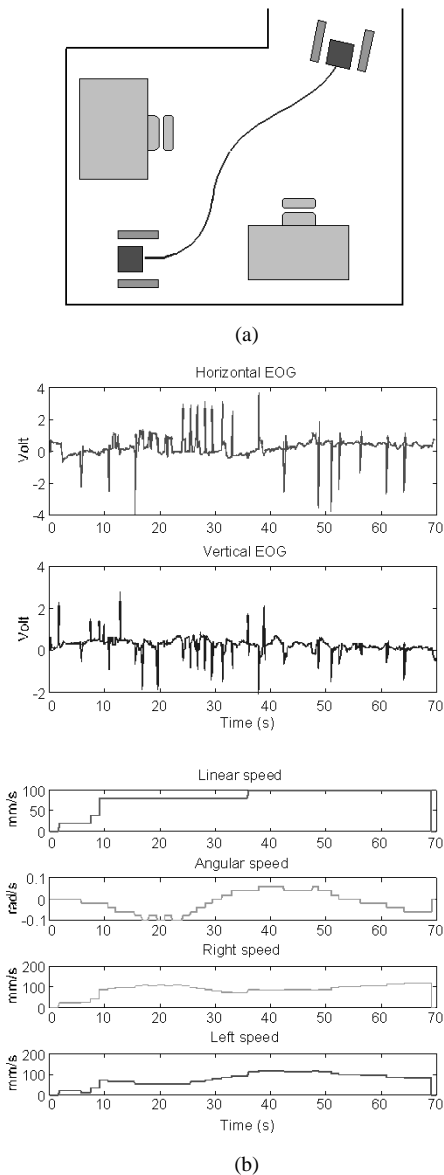 (a)
Horizontal EOG
Volt
4
2
0
-2
-4
0 10 20 30 40 50 60 70
Vertical EOG
Volt
4
2
0
-2
0 10 20 30 40 50 60 70
Time (s)
Linear speed
mm/s
100
50
0
0 10 20 30 40 50 60 70
Angular speed
rad/s
0.1
0
-0.1
0 10 20 30 40 50 60 70
Right speed
mm/s
200
100
0
0 10 20 30 40 50 60 70
Left speed
mm/s
200
100
0
0 10 20 30 40 50 60 70
Time (s)
(b)